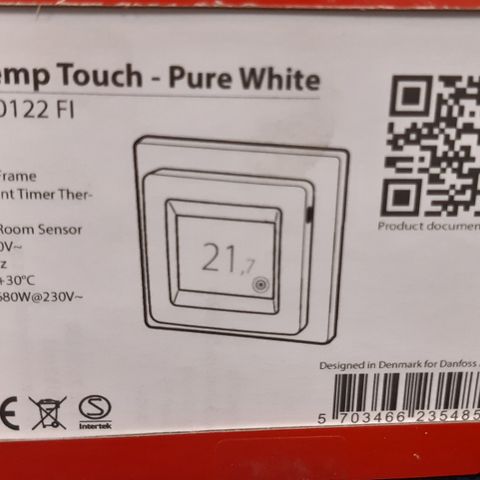 emp Touch - Pure White
0122 FI
Frame
nt Timer Ther-
Room Sensor
0V~
z
+30°C
680W@230V~
21,7
Product documen
Designed in Denmark for Danfoss
CE
S
Intertek
5 703466 235485